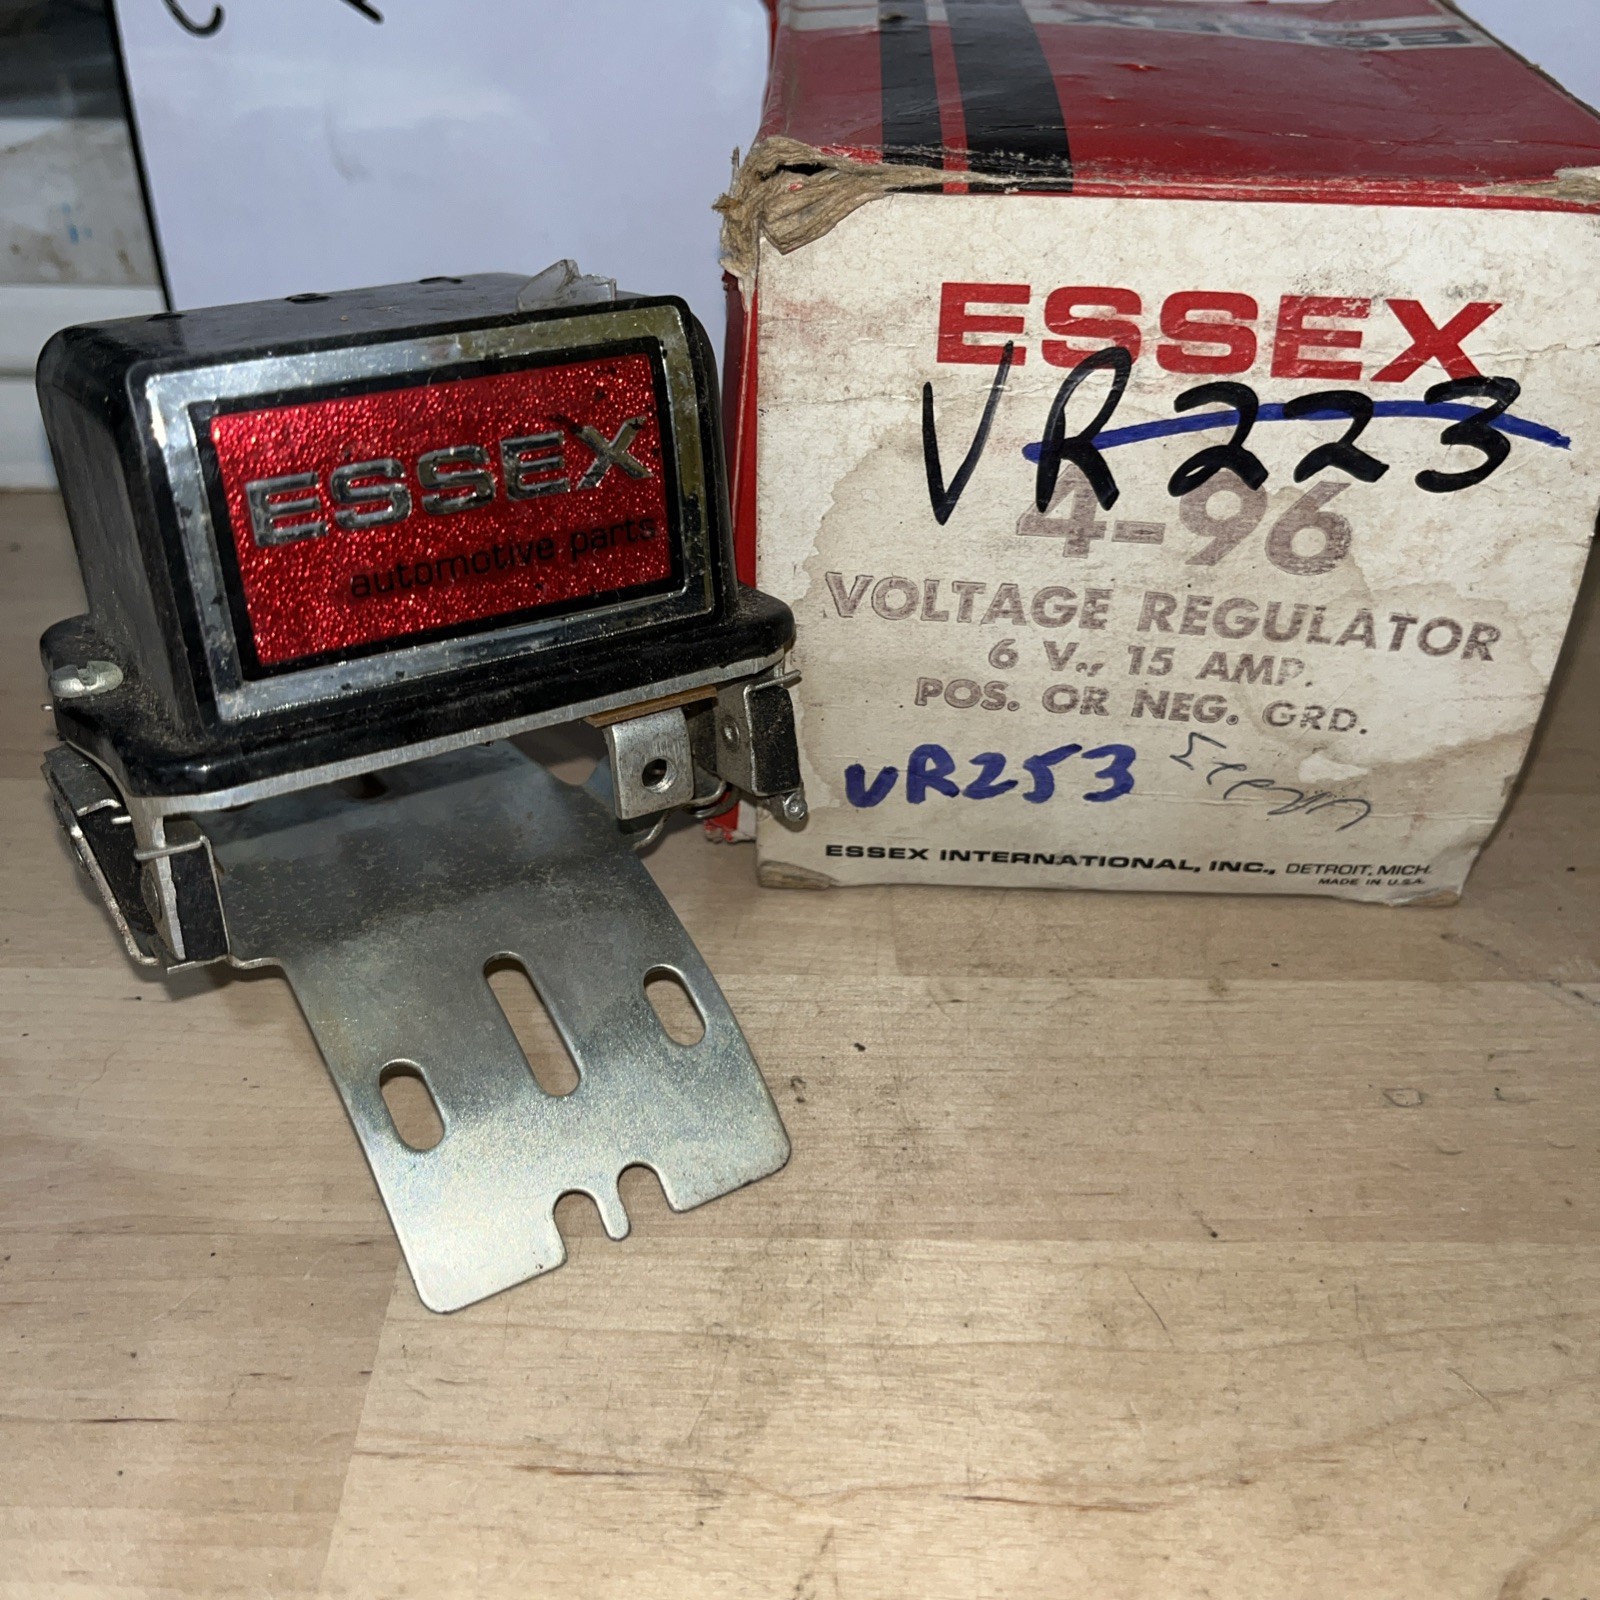 ESSEX
automotive parts
ESSEX
VR223
4-96
VOLTAGE REGULATOR
6 V., 15 AMP.
POS. OR NEG. GRD.
VR253
ESSEX INTERNATIONAL, INC., DETROIT, MICH.
MADE IN U.S.A.